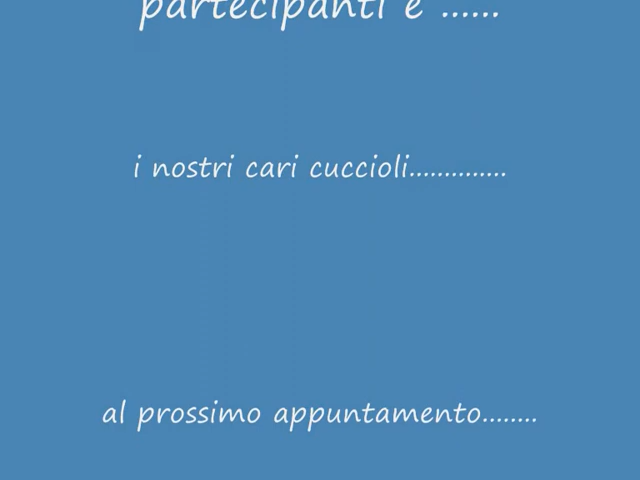 partecipanti e ......
i nostri cari cuccioli..............
al prossimo appuntamento........